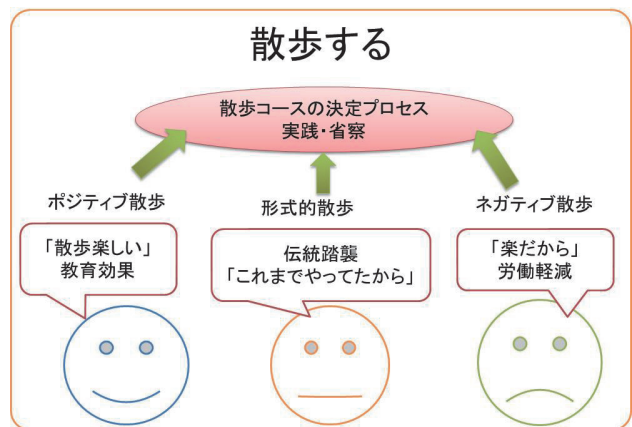 散歩する
散歩コースの決定プロセス
実践・省察
ポジティブ散歩
形式的散歩
ネガティブ散歩
「散歩楽しい」
教育効果
伝統踏襲
「これまでやってたから」
「楽だから」
労働軽減